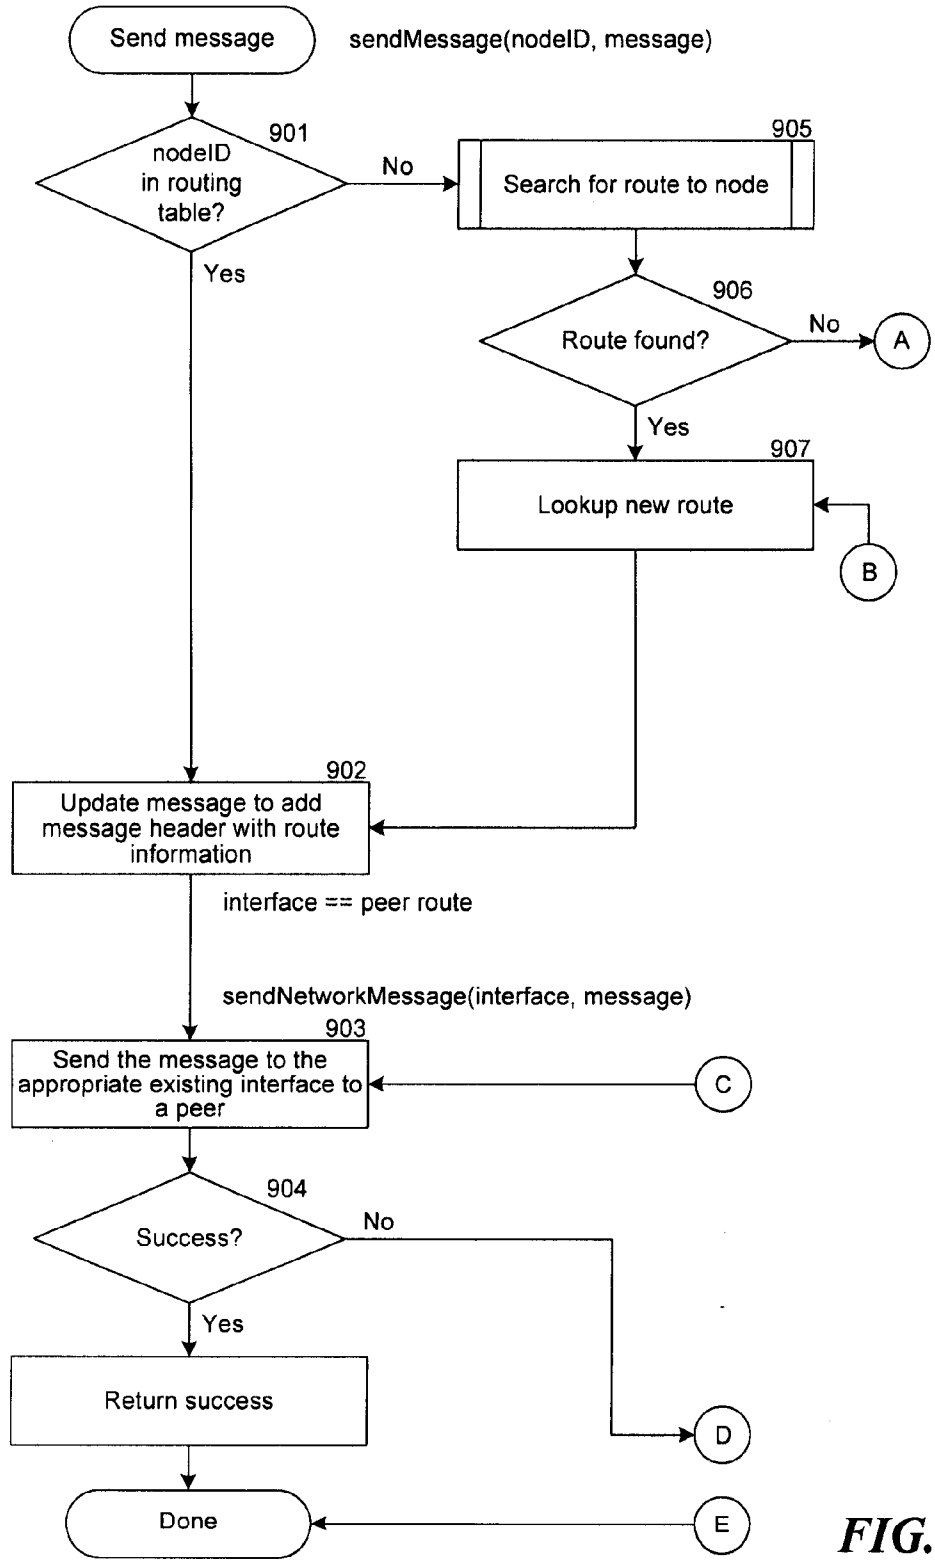 Send message
sendMessage(nodeID, message)
901
nodeID
in routing
table?
No
Yes
905
Search for route to node
906
Route found?
No
A
Yes
907
Lookup new route
B
902
Update message to add
message header with route
information
interface == peer route
sendNetworkMessage(interface, message)
903
Send the message to the
appropriate existing interface to
a peer
C
904
Success?
No
Yes
Return success
D
Done
E
FIG.